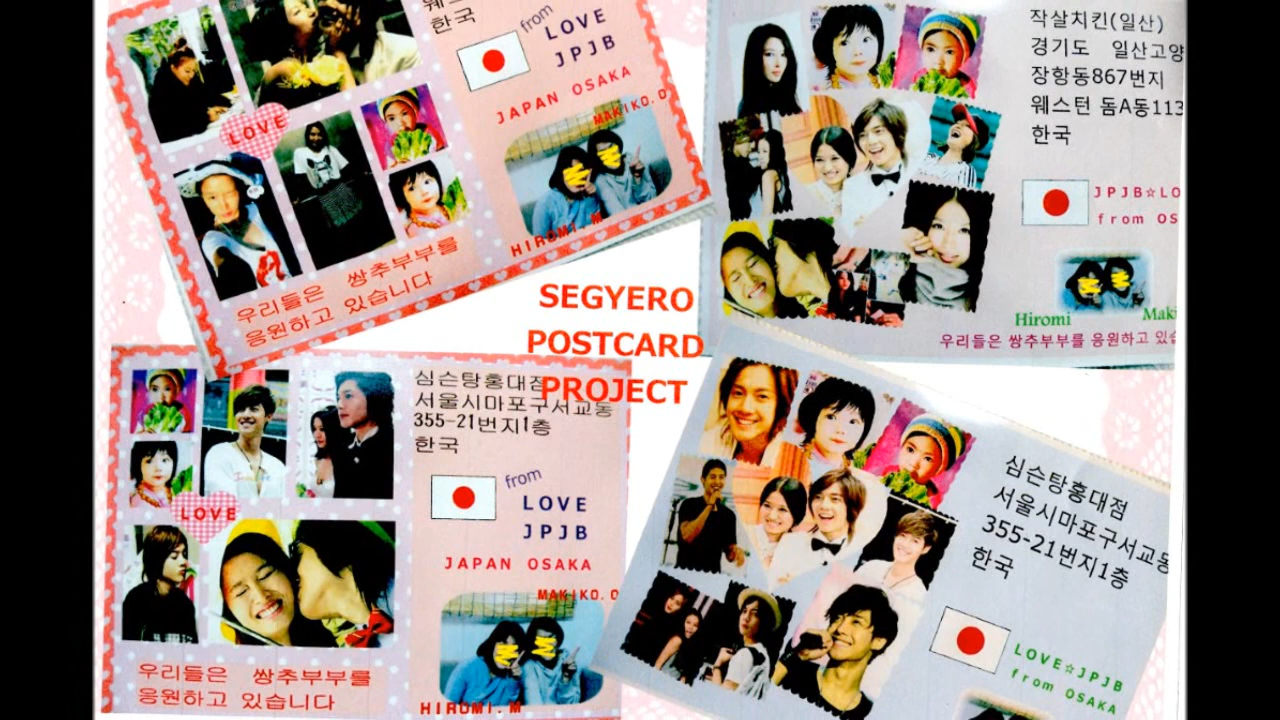 웨스
한국
from
LOVE
JPJB
JAPAN OSAKA
MAKIKO.O
LOVE
HIROMI.M
우리들은 쌍추부부를
응원하고 있습니다
작살치킨(일산)
경기도 일산고양
장항동867번지
웨스턴 돔A동113
한국
JPJB☆LO
from OS
Hiromi
Maki
우리들은 쌍추부부를 응원하고 있습
SEGYERO
POSTCARD
PROJECT
심슨탕홍대점
서울시마포구서교동
355-21번지1층
한국
from
LOVE
JPJB
JAPAN OSAKA
MAKIKO.O
LOVE
HIROMI.M
우리들은 쌍추부부를
응원하고 있습니다
심슨탕홍대점
서울시마포구서교동
355-21번지1층
한국
LOVE☆JPJB
from OSAKA